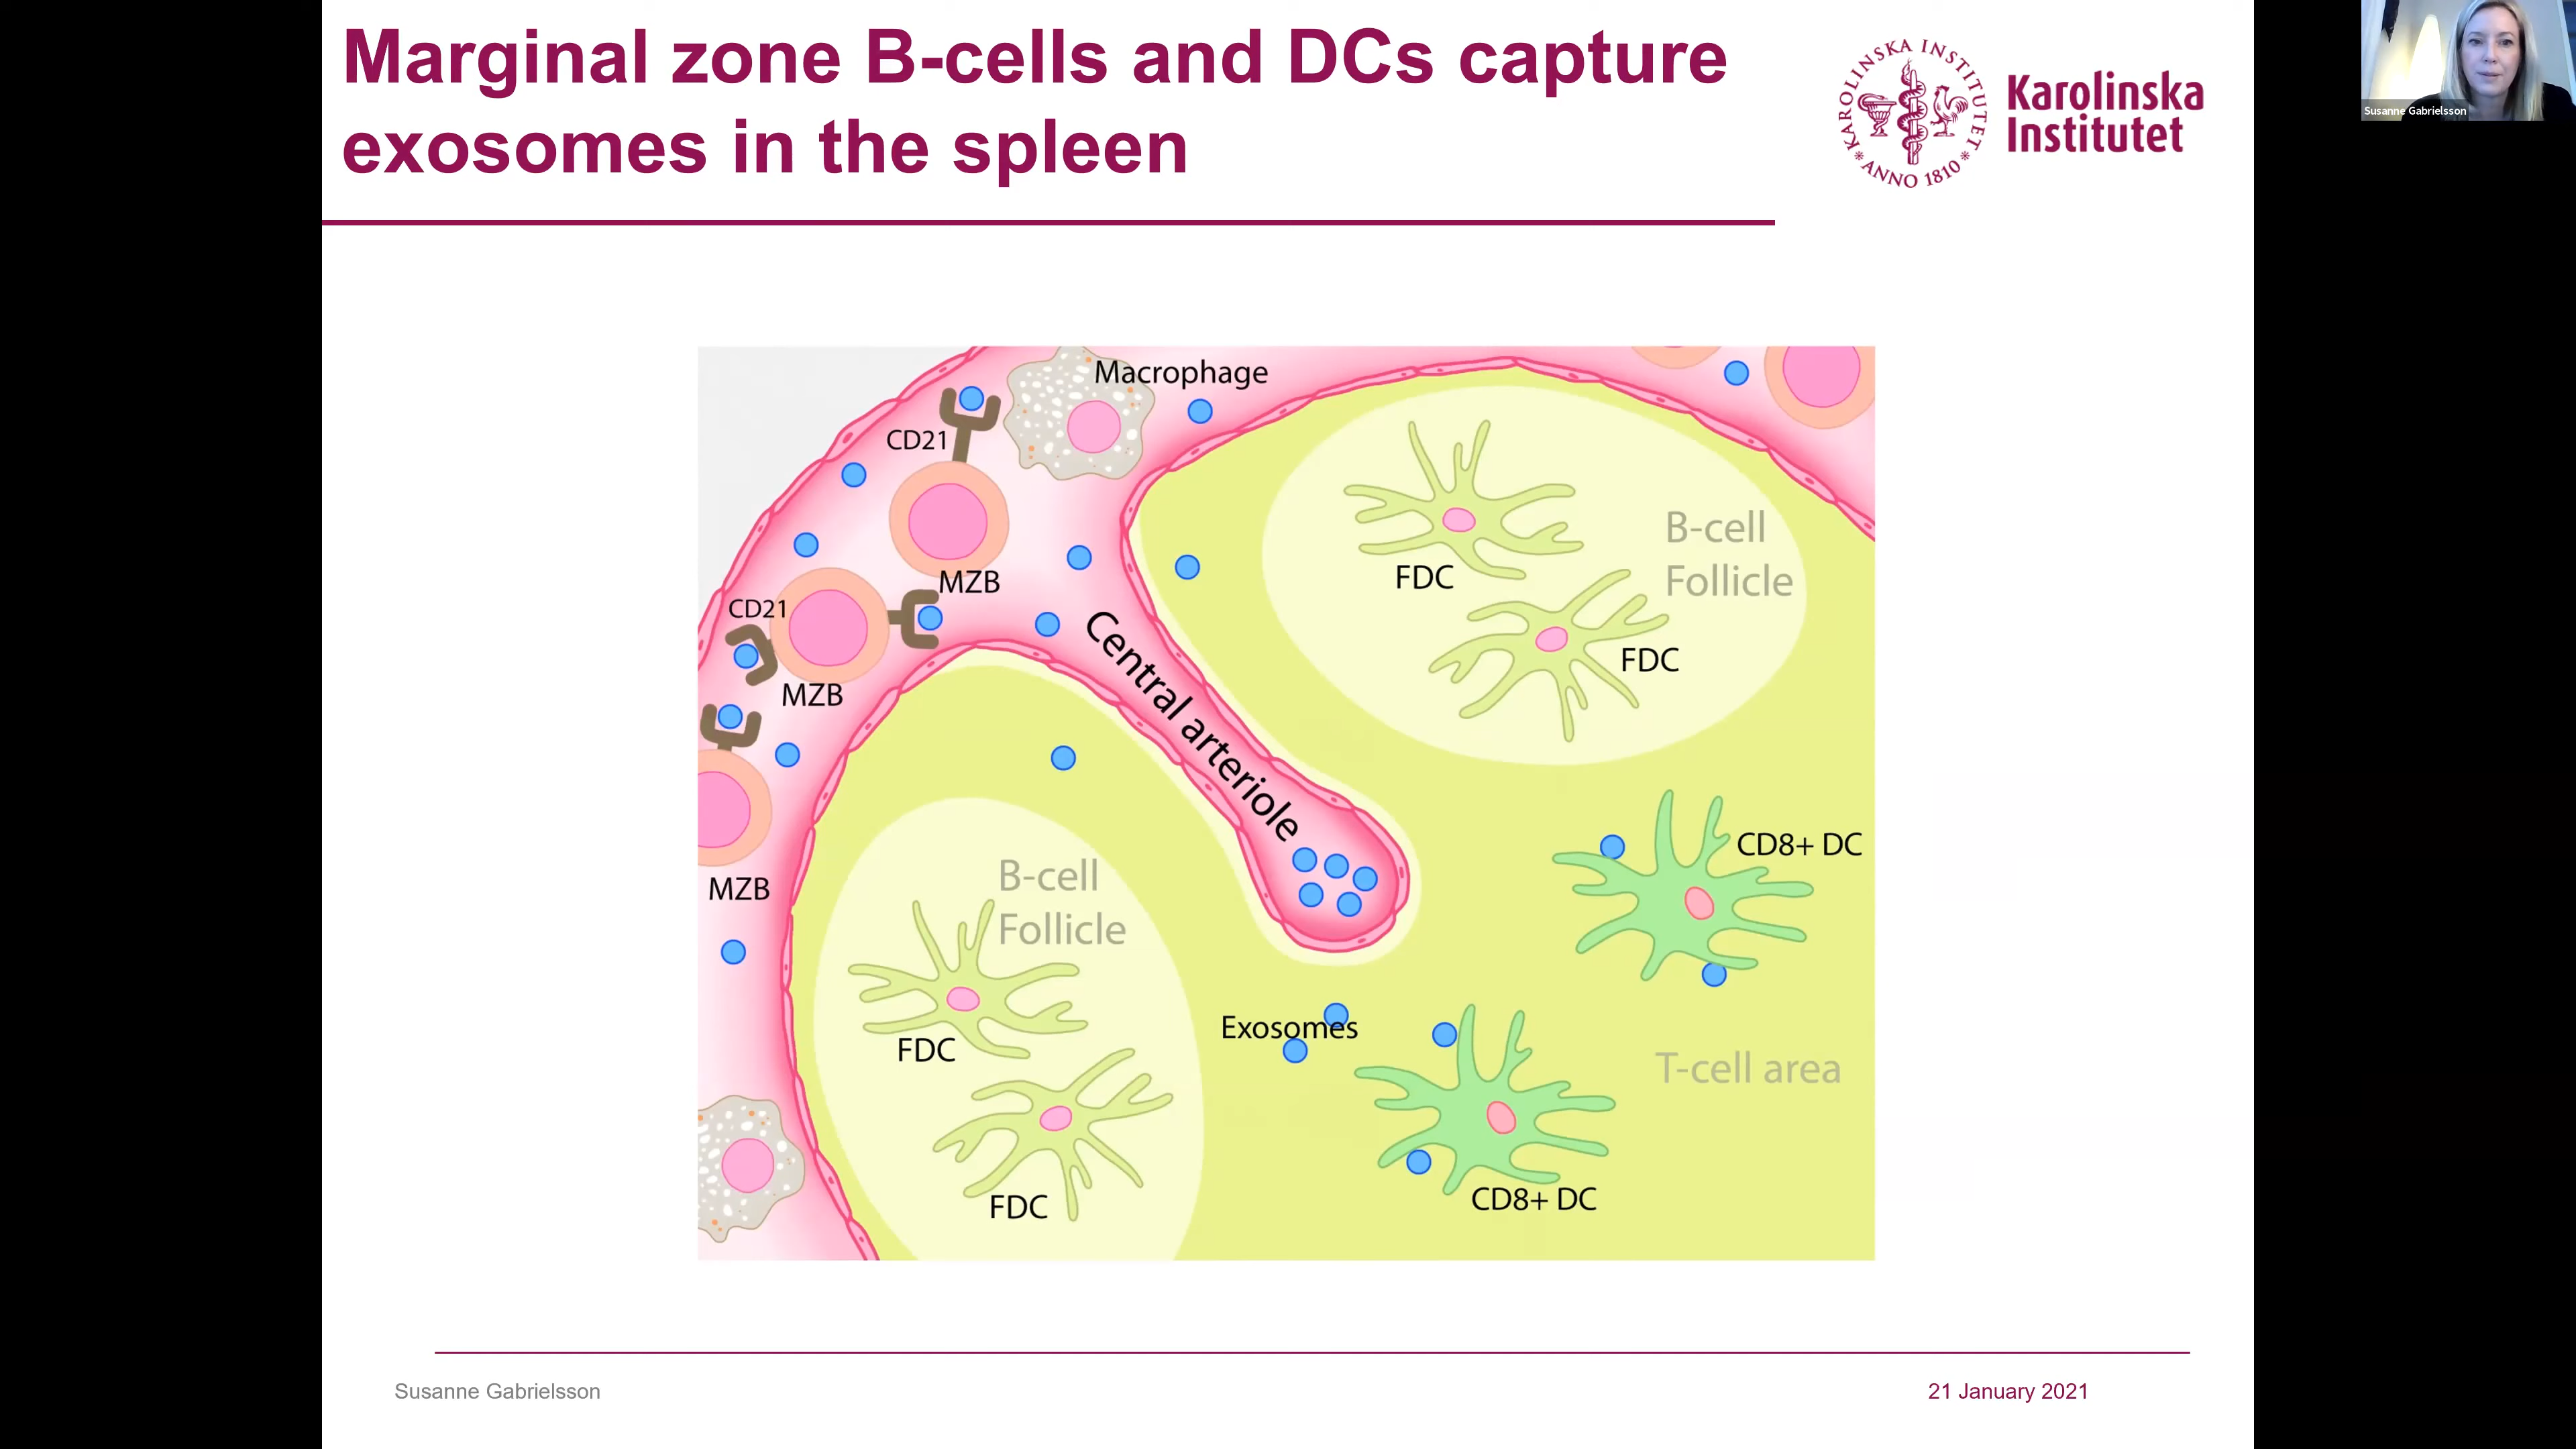 Marginal zone B-cells and DCs capture
exosomes in the spleen
KAROLINSKA INSTITUTET
ANNO 1810
Karolinska
Institutet
Susanne Gabrielsson
Macrophage
CD21
MZB
CD21
MZB
MZB
Central arteriole
B-cell
Follicle
FDC
FDC
B-cell
Follicle
FDC
FDC
CD8+ DC
Exosomes
T-cell area
CD8+ DC
Susanne Gabrielsson
21 January 2021